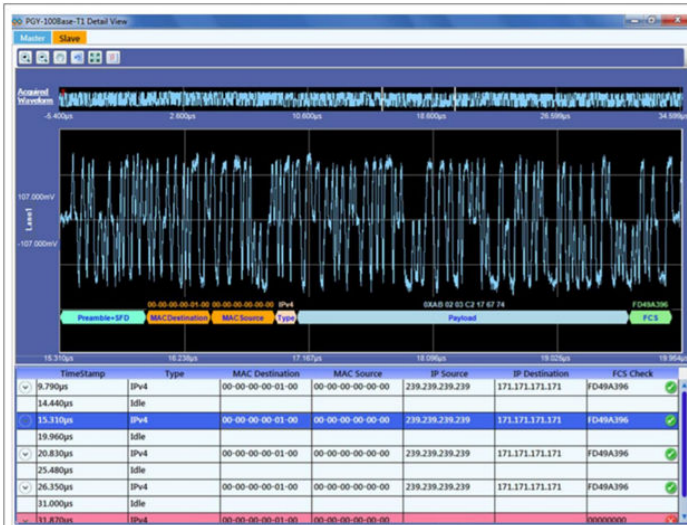 PGY-100Base-T1 Detail View
Master Slave
Acquired
Waveform
-5.400µs 2.600µs 10.600µs 18.600µs 26.599µs 34.599µs
107.000mV
Lane1
-107.000mV
00-00-00-00-01-00 00-00-00-00-00-00 IPv4 0XAB 02 03 C2 17 67 74 FD49A396
Preamble+SFD MACDestination MACSource Type Payload FCS
15.310µs 16.238µs 17.167µs 18.096µs 19.025µs 19.954µs
TimeStamp Type MAC Destination MAC Source IP Source IP Destination FCS Check
9.790µs IPv4 00-00-00-00-01-00 00-00-00-00-00-00 239.239.239.239 171.171.171.171 FD49A396
14.440µs Idle
15.310µs IPv4 00-00-00-00-01-00 00-00-00-00-00-00 239.239.239.239 171.171.171.171 FD49A396
19.960µs Idle
20.830µs IPv4 00-00-00-00-01-00 00-00-00-00-00-00 239.239.239.239 171.171.171.171 FD49A396
25.480µs Idle
26.350µs IPv4 00-00-00-00-01-00 00-00-00-00-00-00 239.239.239.239 171.171.171.171 FD49A396
31.000µs Idle
31.870µs IPv4 00000000